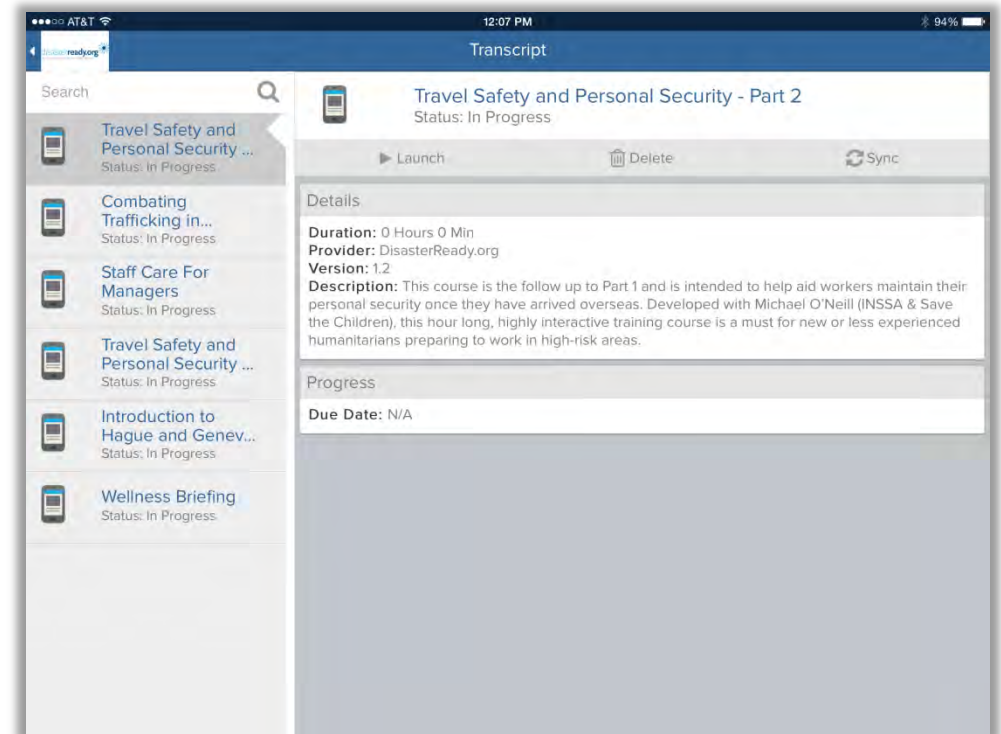 AT&T
12:07 PM
94%
ready.org
Transcript
Search
Travel Safety and
Personal Security ...
Status: In Progress
Combating
Trafficking in...
Status: In Progress
Staff Care For
Managers
Status: In Progress
Travel Safety and
Personal Security ...
Status: In Progress
Introduction to
Hague and Genev...
Status: In Progress
Wellness Briefing
Status: In Progress
Travel Safety and Personal Security - Part 2
Status: In Progress
Launch
Delete
Sync
Details
Duration: 0 Hours 0 Min
Provider: DisasterReady.org
Version: 1.2
Description: This course is the follow up to Part 1 and is intended to help aid workers maintain their
personal security once they have arrived overseas. Developed with Michael O'Neill (INSSA & Save
the Children), this hour long, highly interactive training course is a must for new or less experienced
humanitarians preparing to work in high-risk areas.
Progress
Due Date: N/A